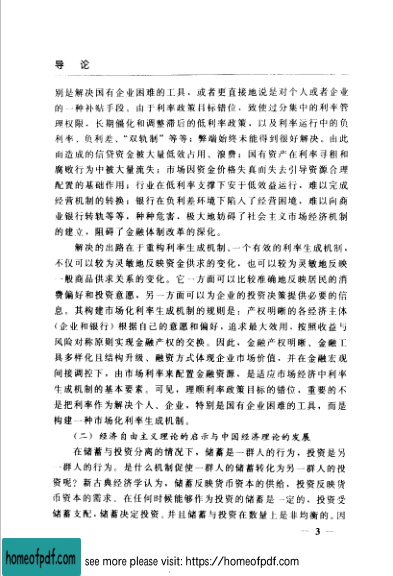 导 论
别是解决国有企业困难的工具，或者更直接地说是对个人或者企业
的一种补贴手段。由于利率政策目标错位，致使过分集中的利率管
理权限、长期僵化和调整滞后的低利率政策，以及利率运行中的负
利率、负利差、“双轨制”等等；弊端始终未能得到很好解决。由此
而造成的信贷资金被大量低效占用。浪费；国有资产在利率寻租和
腐败行为中被大量流失；市场因资金价格失真而失去引导资源合理
配置的基础作用；行业在低利率支撑下安于低效益运行，难以完成
经营机制的转换；银行在负利差环境下陷入了经营困境，难以向商
业银行转轨等等，种种危害，极大地妨碍了社会主义市场经济机制
的建立，阻碍了金融体制改革的深化。
解决的出路在于重构利率生成机制。一个有效的利率生成机制，
不仅可以较为灵敏地反映资金供求的变化，也可以较为灵敏地反映
一般商品供求关系的变化。它一方面可以比较准确地反映居民的消
费偏好和投资意愿，另一方面可以为企业的投资决策提供必要的信
息。其构建市场化利率生成机制的规则是：产权明晰的各经济主体
（企业和银行）根据自己的意愿和偏好，追求最大效用，按照收益与
风险对称原则实现金融产权的交换。因此，金融产权明晰、金融工
具多样化且结构升级、融资方式体现企业市场价值，并在金融宏观
间接调控下，由市场利率来配置金融资源，是适应市场经济中利率
生成机制的基本要素。可见，理顺利率政策目标的错位，重要的不
是把利率作为解决个人、企业，特别是国有企业困难的工具，而是
构建一种市场化利率生成机制。
（二）经济自由主义理论的启示与中国经济理论的发展
在储蓄与投资分离的情况下，储蓄是一群人的行为，投资是另
一群人的行为。是什么机制促使一群人的储蓄转化为另一群人的投
资呢？新古典经济学认为，储蓄反映货币资本的供给，投资反映货
币资本的需求。在任何时候能够作为投资的储蓄是一定的，投资受
储蓄支配，储蓄决定投资。并且储蓄与投资在数量上是非均衡的。因
— 3 —
homeofpdf.com
see more please visit: https://homeofpdf.com